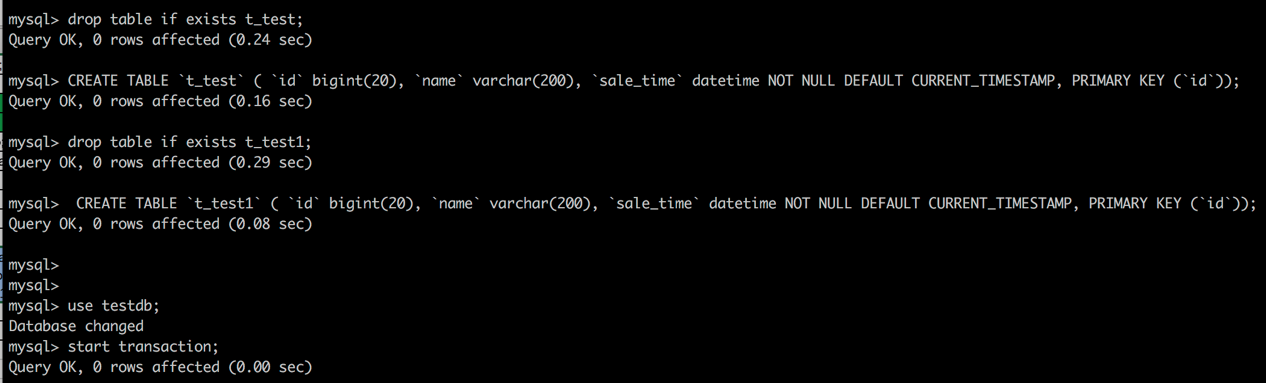 mysql> drop table if exists t_test;
Query OK, 0 rows affected (0.24 sec)
mysql> CREATE TABLE `t_test` ( `id` bigint(20), `name` varchar(200), `sale_time` datetime NOT NULL DEFAULT CURRENT_TIMESTAMP, PRIMARY KEY (`id`));
Query OK, 0 rows affected (0.16 sec)
mysql> drop table if exists t_test1;
Query OK, 0 rows affected (0.29 sec)
mysql>  CREATE TABLE `t_test1` ( `id` bigint(20), `name` varchar(200), `sale_time` datetime NOT NULL DEFAULT CURRENT_TIMESTAMP, PRIMARY KEY (`id`));
Query OK, 0 rows affected (0.08 sec)
mysql>
mysql>
mysql> use testdb;
Database changed
mysql> start transaction;
Query OK, 0 rows affected (0.00 sec)